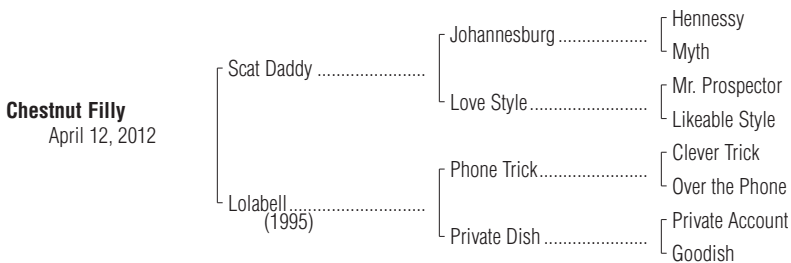 Hennessy
Johannesburg ...................
Myth
Scat Daddy .......................
Mr. Prospector
Love Style.........................
Likeable Style
Chestnut Filly
April 12, 2012
Clever Trick
Phone Trick.......................
Over the Phone
Lolabell.............................
(1995)
Private Account
Private Dish ......................
Goodish